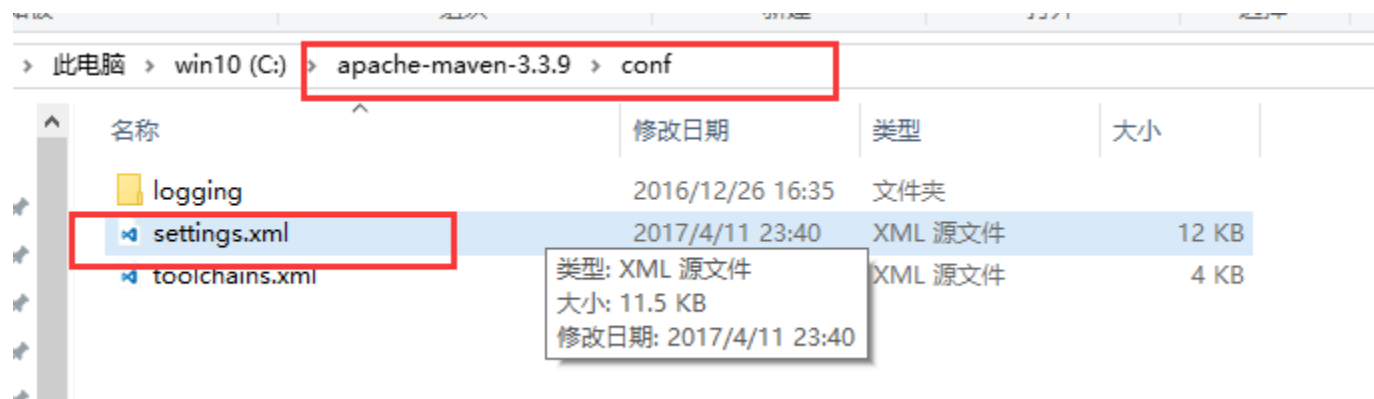 > 此电脑 > win10 (C:) > apache-maven-3.3.9 > conf
名称 修改日期 类型 大小
logging 2016/12/26 16:35 文件夹
settings.xml 2017/4/11 23:40 XML 源文件 12 KB
toolchains.xml XML 源文件 4 KB
类型: XML 源文件
大小: 11.5 KB
修改日期: 2017/4/11 23:40